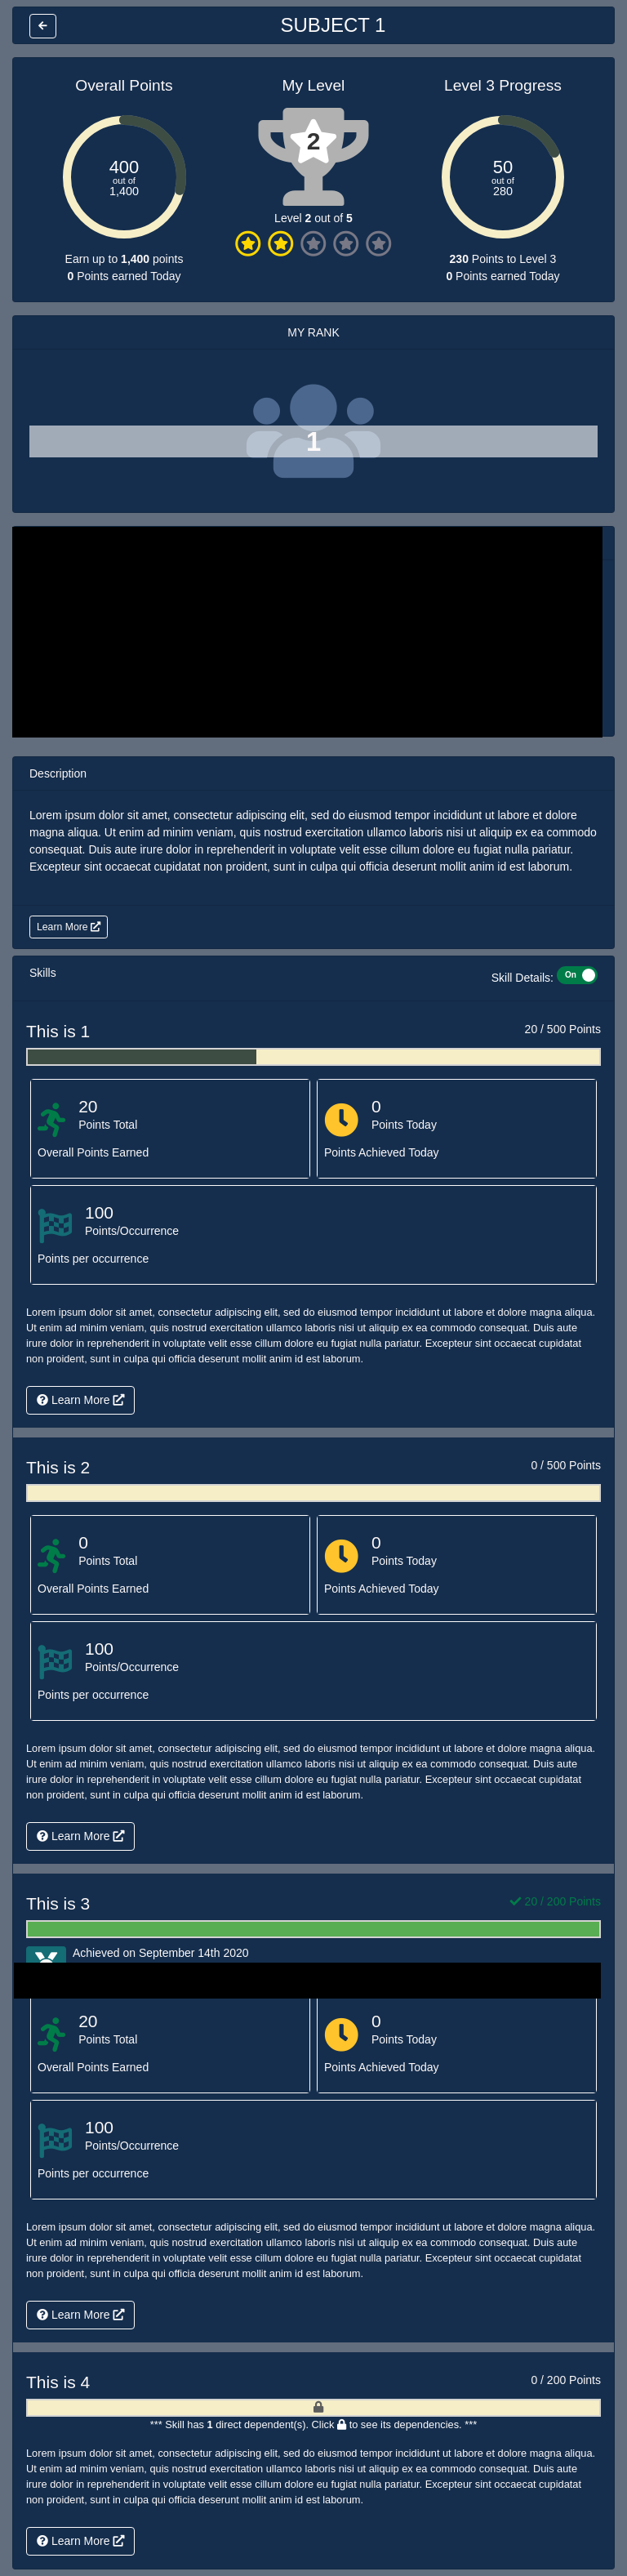 SUBJECT 1
Overall Points
My Level
Level 3 Progress
400
out of
1,400
2
50
out of
280
Level 2 out of 5
Earn up to 1,400 points
0 Points earned Today
230 Points to Level 3
0 Points earned Today
MY RANK
1
Description
Lorem ipsum dolor sit amet, consectetur adipiscing elit, sed do eiusmod tempor incididunt ut labore et dolore
magna aliqua. Ut enim ad minim veniam, quis nostrud exercitation ullamco laboris nisi ut aliquip ex ea commodo
consequat. Duis aute irure dolor in reprehenderit in voluptate velit esse cillum dolore eu fugiat nulla pariatur.
Excepteur sint occaecat cupidatat non proident, sunt in culpa qui officia deserunt mollit anim id est laborum.
Learn More
Skills
Skill Details: On
This is 1
20 / 500 Points
20
Points Total
Overall Points Earned
0
Points Today
Points Achieved Today
100
Points/Occurrence
Points per occurrence
Lorem ipsum dolor sit amet, consectetur adipiscing elit, sed do eiusmod tempor incididunt ut labore et dolore magna aliqua.
Ut enim ad minim veniam, quis nostrud exercitation ullamco laboris nisi ut aliquip ex ea commodo consequat. Duis aute
irure dolor in reprehenderit in voluptate velit esse cillum dolore eu fugiat nulla pariatur. Excepteur sint occaecat cupidatat
non proident, sunt in culpa qui officia deserunt mollit anim id est laborum.
Learn More
This is 2
0 / 500 Points
0
Points Total
Overall Points Earned
0
Points Today
Points Achieved Today
100
Points/Occurrence
Points per occurrence
Lorem ipsum dolor sit amet, consectetur adipiscing elit, sed do eiusmod tempor incididunt ut labore et dolore magna aliqua.
Ut enim ad minim veniam, quis nostrud exercitation ullamco laboris nisi ut aliquip ex ea commodo consequat. Duis aute
irure dolor in reprehenderit in voluptate velit esse cillum dolore eu fugiat nulla pariatur. Excepteur sint occaecat cupidatat
non proident, sunt in culpa qui officia deserunt mollit anim id est laborum.
Learn More
This is 3
20 / 200 Points
Achieved on September 14th 2020
20
Points Total
Overall Points Earned
0
Points Today
Points Achieved Today
100
Points/Occurrence
Points per occurrence
Lorem ipsum dolor sit amet, consectetur adipiscing elit, sed do eiusmod tempor incididunt ut labore et dolore magna aliqua.
Ut enim ad minim veniam, quis nostrud exercitation ullamco laboris nisi ut aliquip ex ea commodo consequat. Duis aute
irure dolor in reprehenderit in voluptate velit esse cillum dolore eu fugiat nulla pariatur. Excepteur sint occaecat cupidatat
non proident, sunt in culpa qui officia deserunt mollit anim id est laborum.
Learn More
This is 4
0 / 200 Points
*** Skill has 1 direct dependent(s). Click to see its dependencies. ***
Lorem ipsum dolor sit amet, consectetur adipiscing elit, sed do eiusmod tempor incididunt ut labore et dolore magna aliqua.
Ut enim ad minim veniam, quis nostrud exercitation ullamco laboris nisi ut aliquip ex ea commodo consequat. Duis aute
irure dolor in reprehenderit in voluptate velit esse cillum dolore eu fugiat nulla pariatur. Excepteur sint occaecat cupidatat
non proident, sunt in culpa qui officia deserunt mollit anim id est laborum.
Learn More